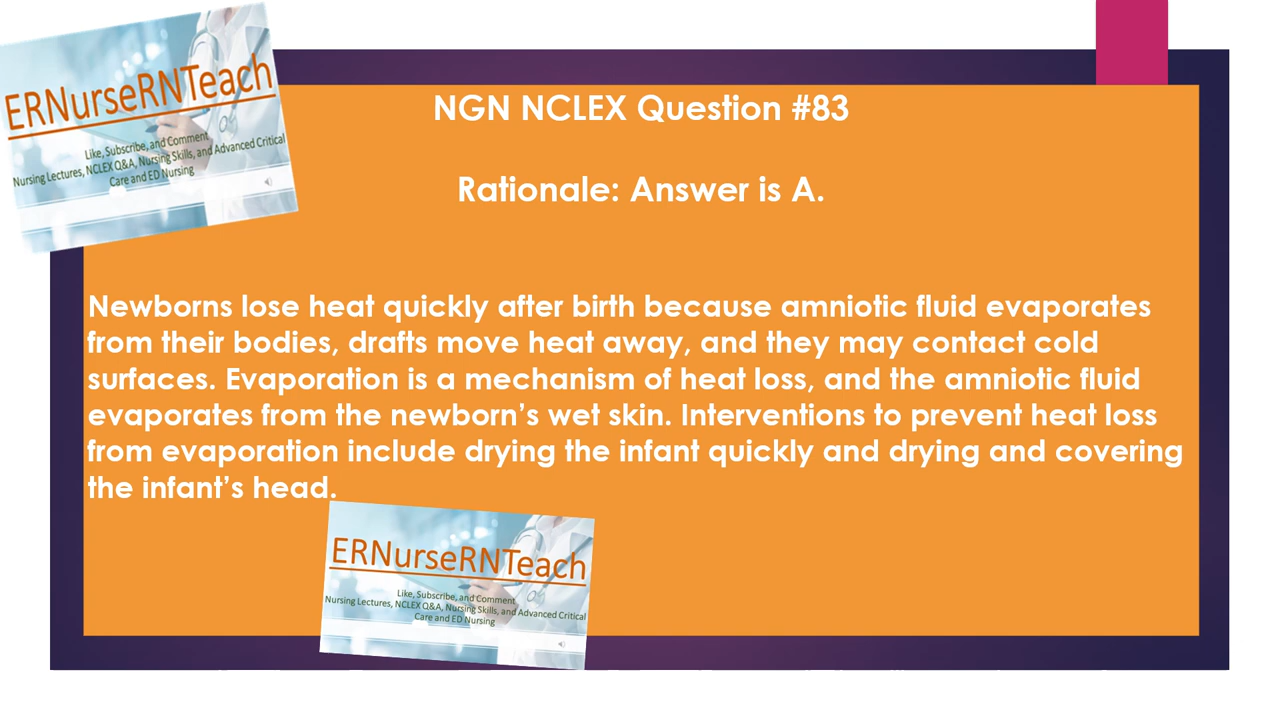 ERNurseRNTeach
Like, Subscribe, and Comment
Nursing Lectures, NCLEX Q&A, Nursing Skills, and Advanced Critical
Care and ED Nursing
NGN NCLEX Question #83
Rationale: Answer is A.
Newborns lose heat quickly after birth because amniotic fluid evaporates
from their bodies, drafts move heat away, and they may contact cold
surfaces. Evaporation is a mechanism of heat loss, and the amniotic fluid
evaporates from the newborn’s wet skin. Interventions to prevent heat loss
from evaporation include drying the infant quickly and drying and covering
the infant’s head.
ERNurseRNTeach
Like, Subscribe, and Comment
Nursing Lectures, NCLEX Q&A, Nursing Skills, and Advanced Critical
Care and ED Nursing